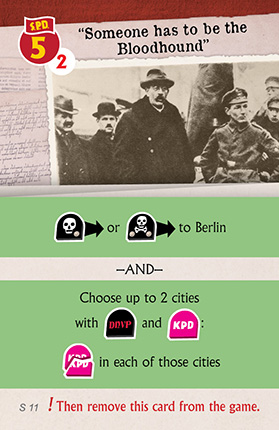 S.P.D.
5
2
"Someone has to be the
Bloodhound"
or to Berlin
–AND–
Choose up to 2 cities
with DDVP and KPD :
KPD in each of those cities
S 11 ! Then remove this card from the game.